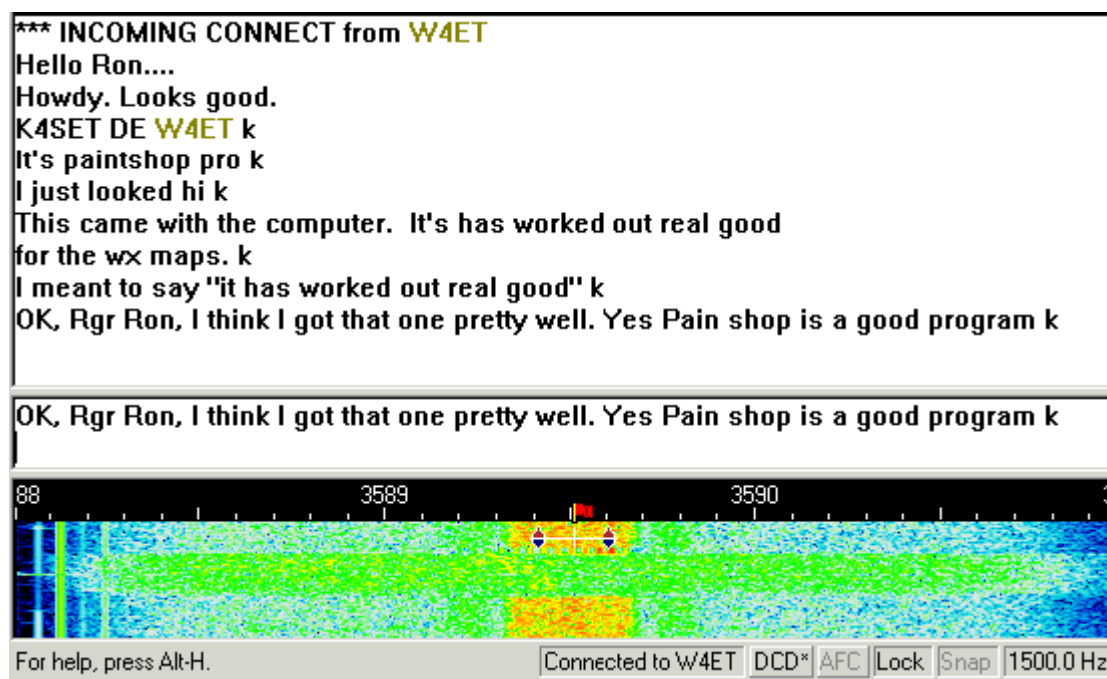 *** INCOMING CONNECT from W4ET
Hello Ron....
Howdy. Looks good.
K4SET DE W4ET k
It's paintshop pro k
I just looked hi k
This came with the computer.  It's has worked out real good
for the wx maps. k
I meant to say "it has worked out real good" k
OK, Rgr Ron, I think I got that one pretty well. Yes Pain shop is a good program k
OK, Rgr Ron, I think I got that one pretty well. Yes Pain shop is a good program k
88 3589 3590
For help, press Alt-H. Connected to W4ET DCD* AFC Lock Snap 1500.0 Hz